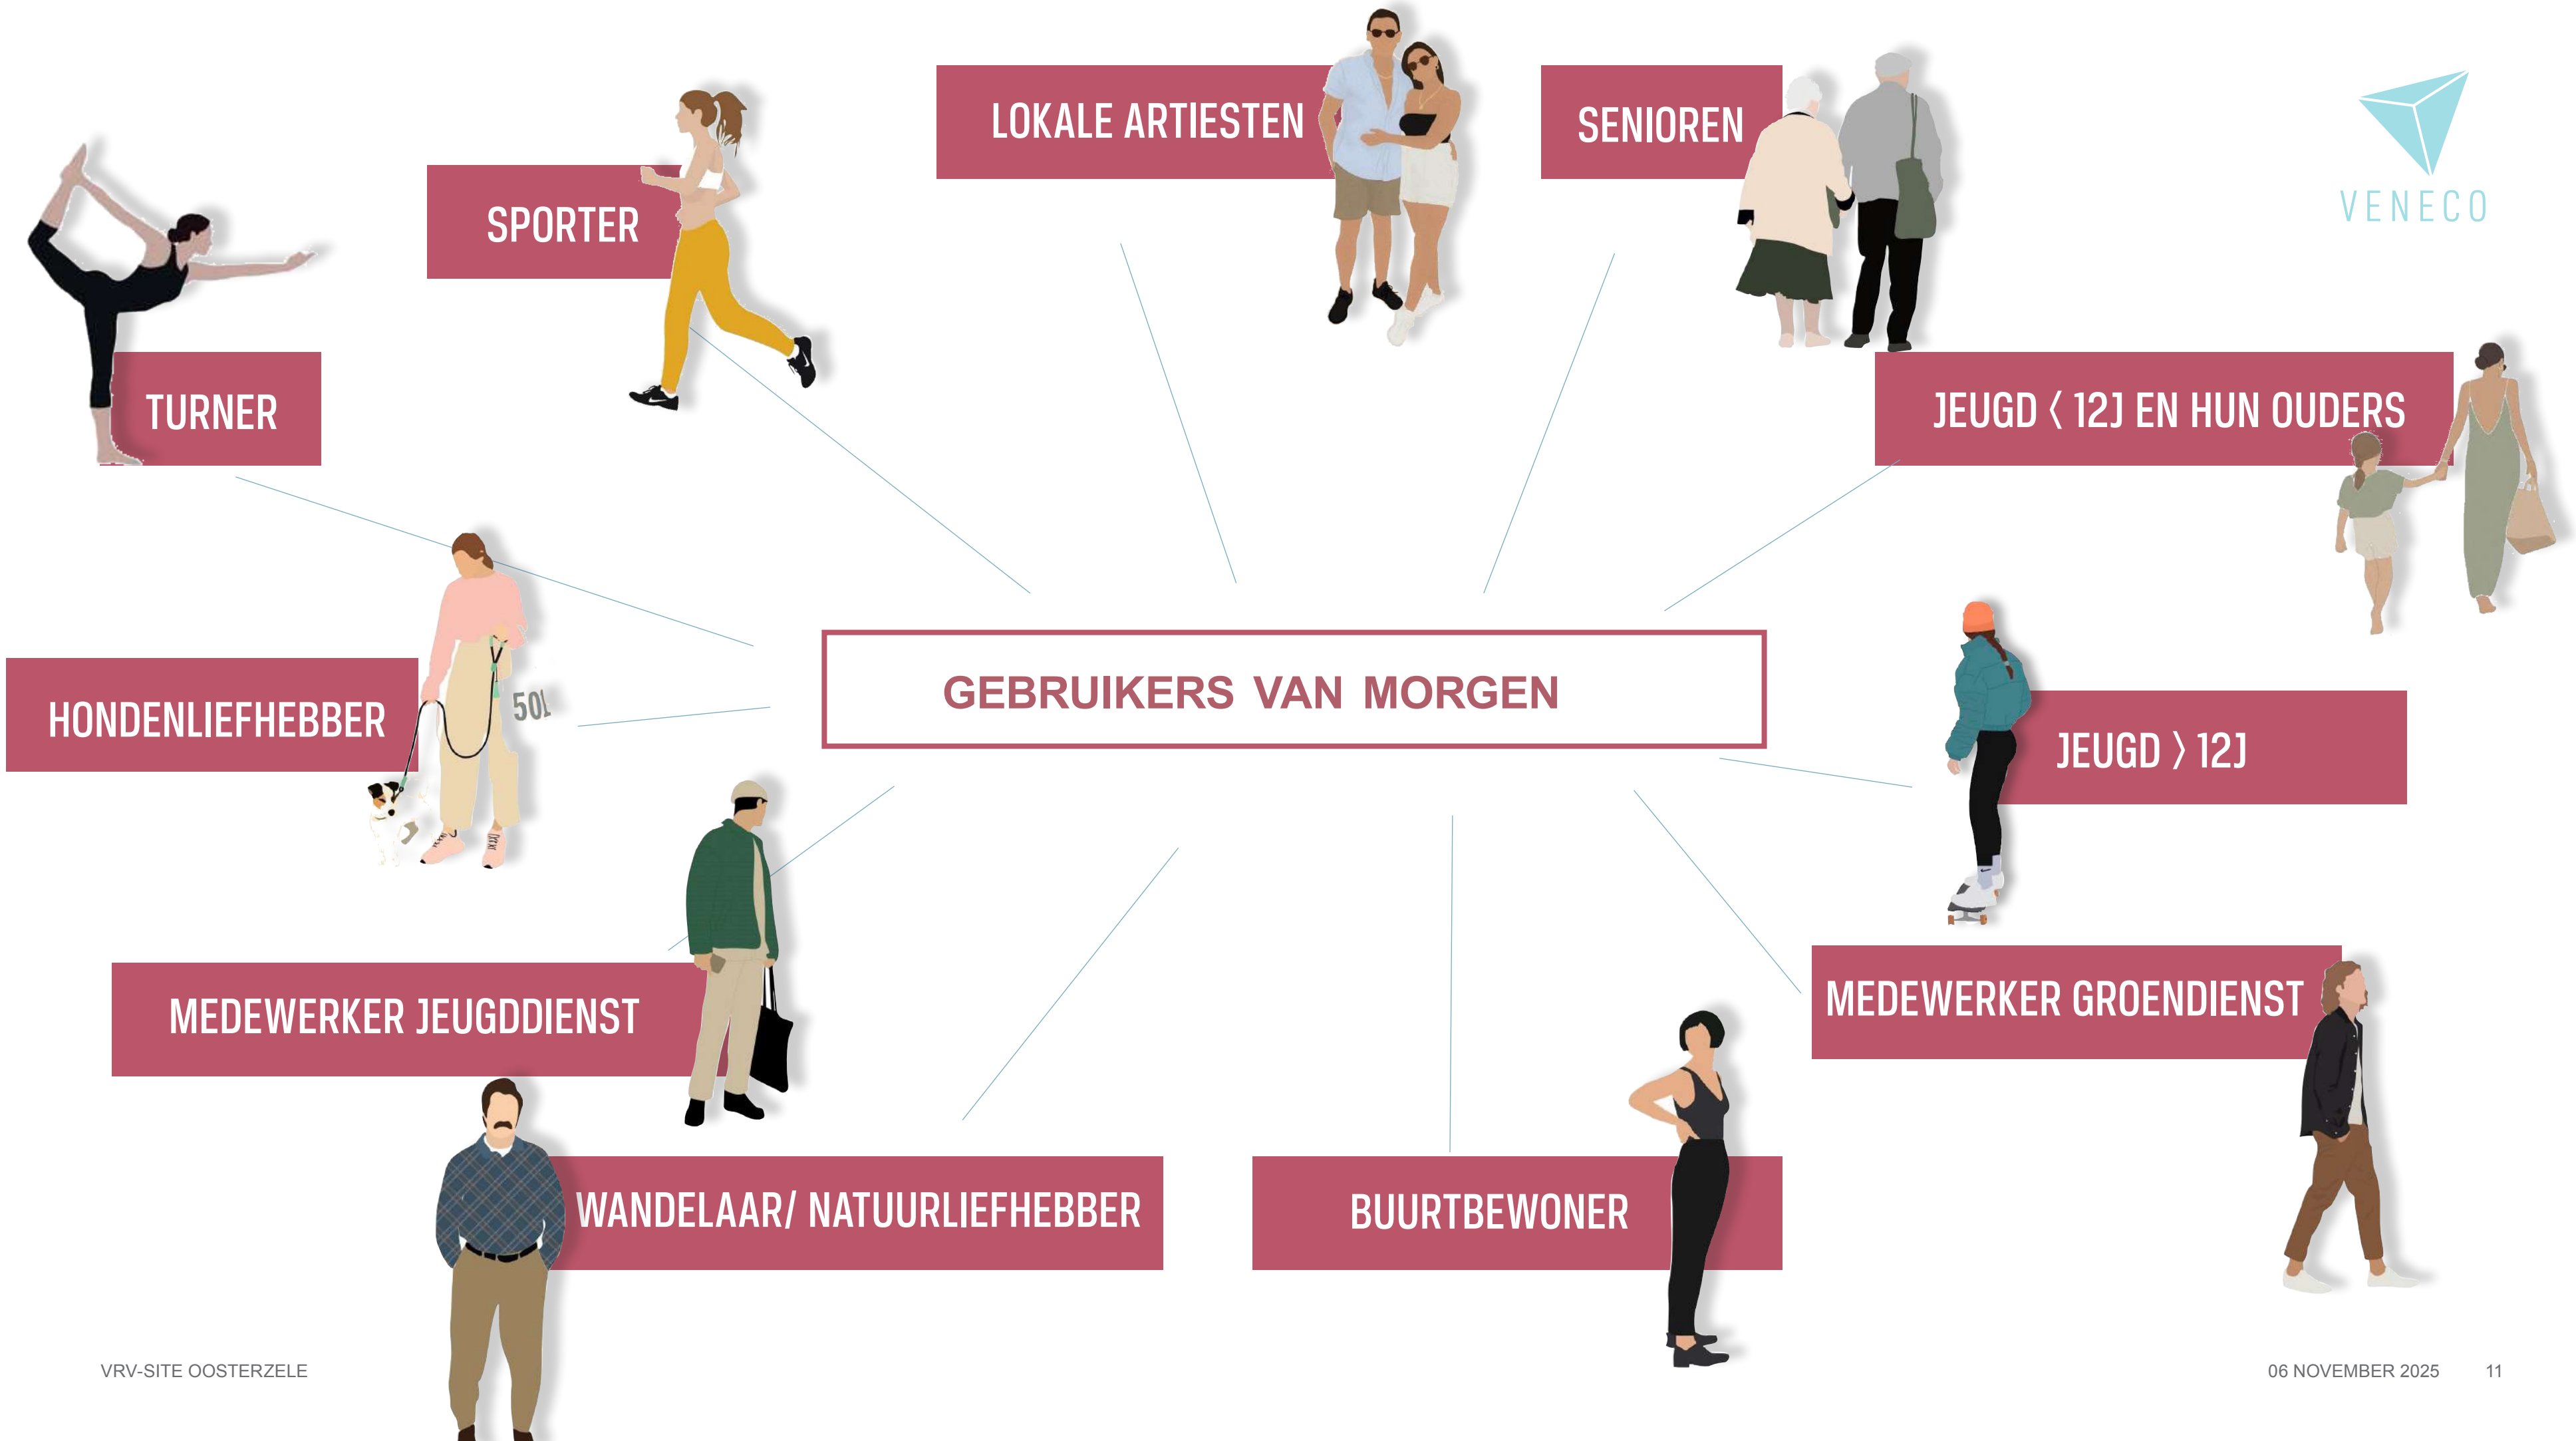 LOKALE ARTIESTEN
SENIOREN
VENECO
SPORTER
TURNER
JEUGD < 12J EN HUN OUDERS
GEBRUIKERS VAN MORGEN
HONDENLIEFHEBBER
501
JEUGD > 12J
MEDEWERKER JEUGDDIENST
MEDEWERKER GROENDIENST
WANDELAAR/ NATUURLIEFHEBBER
BUURTBEWONER
VRV-SITE OOSTERZELE
06 NOVEMBER 2025
11